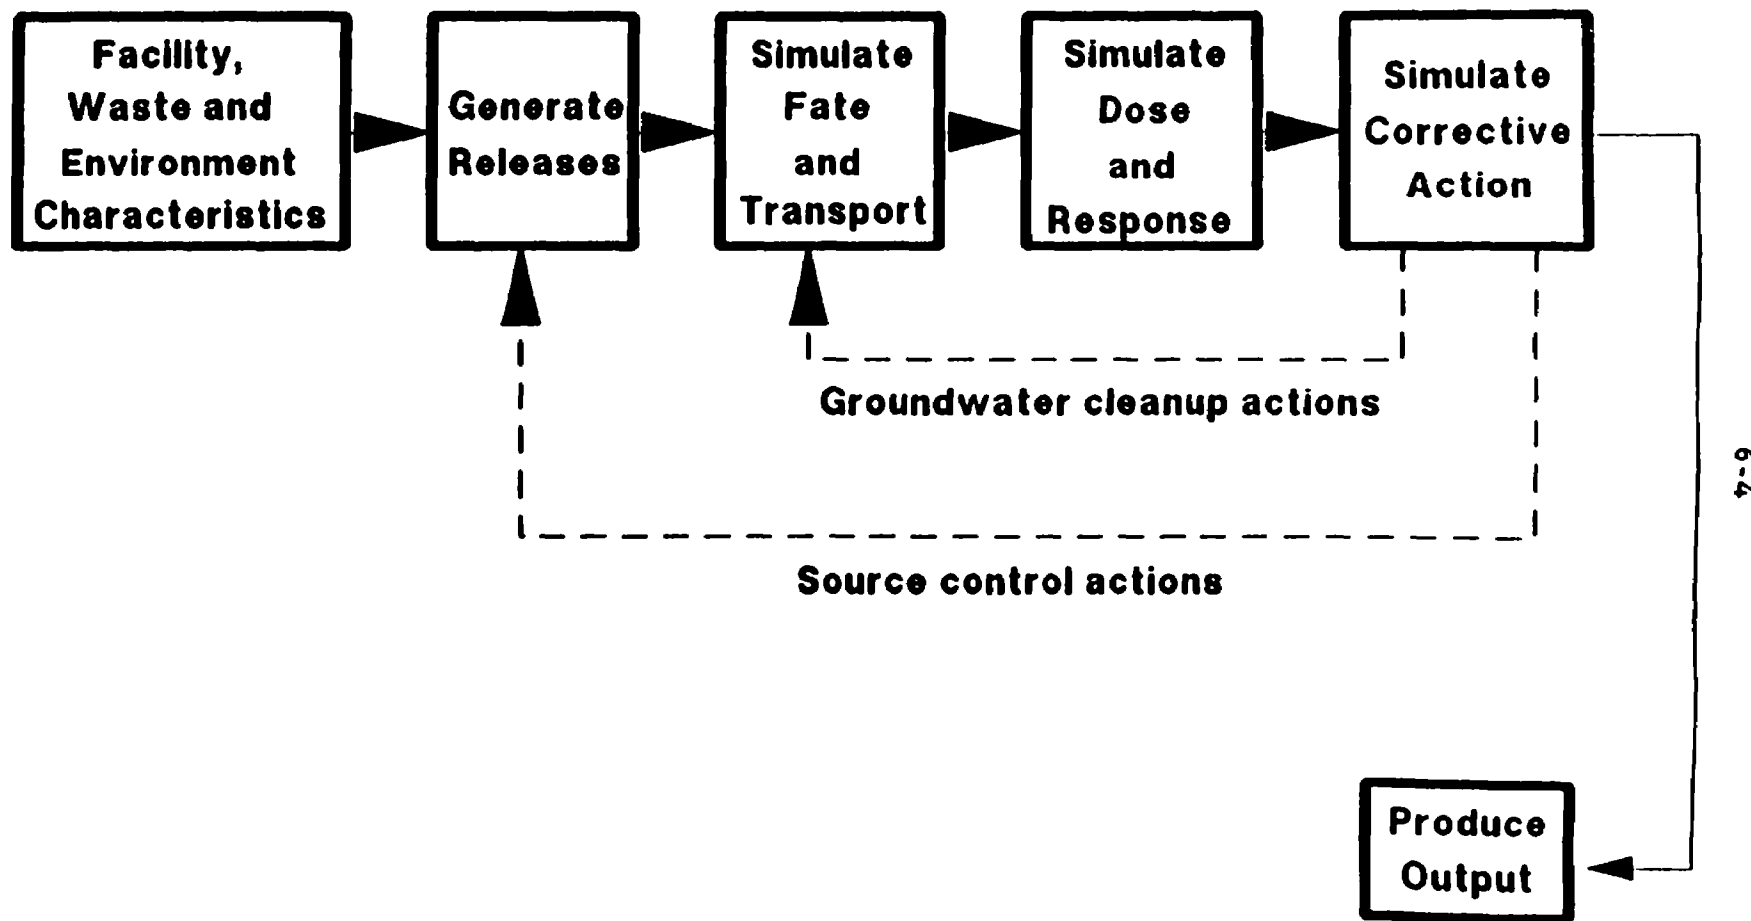 Facility,
Waste and
Environment
Characteristics
Generate
Releases
Simulate
Fate
and
Transport
Simulate
Dose
and
Response
Simulate
Corrective
Action
Groundwater cleanup actions
Source control actions
6-4
Produce
Output